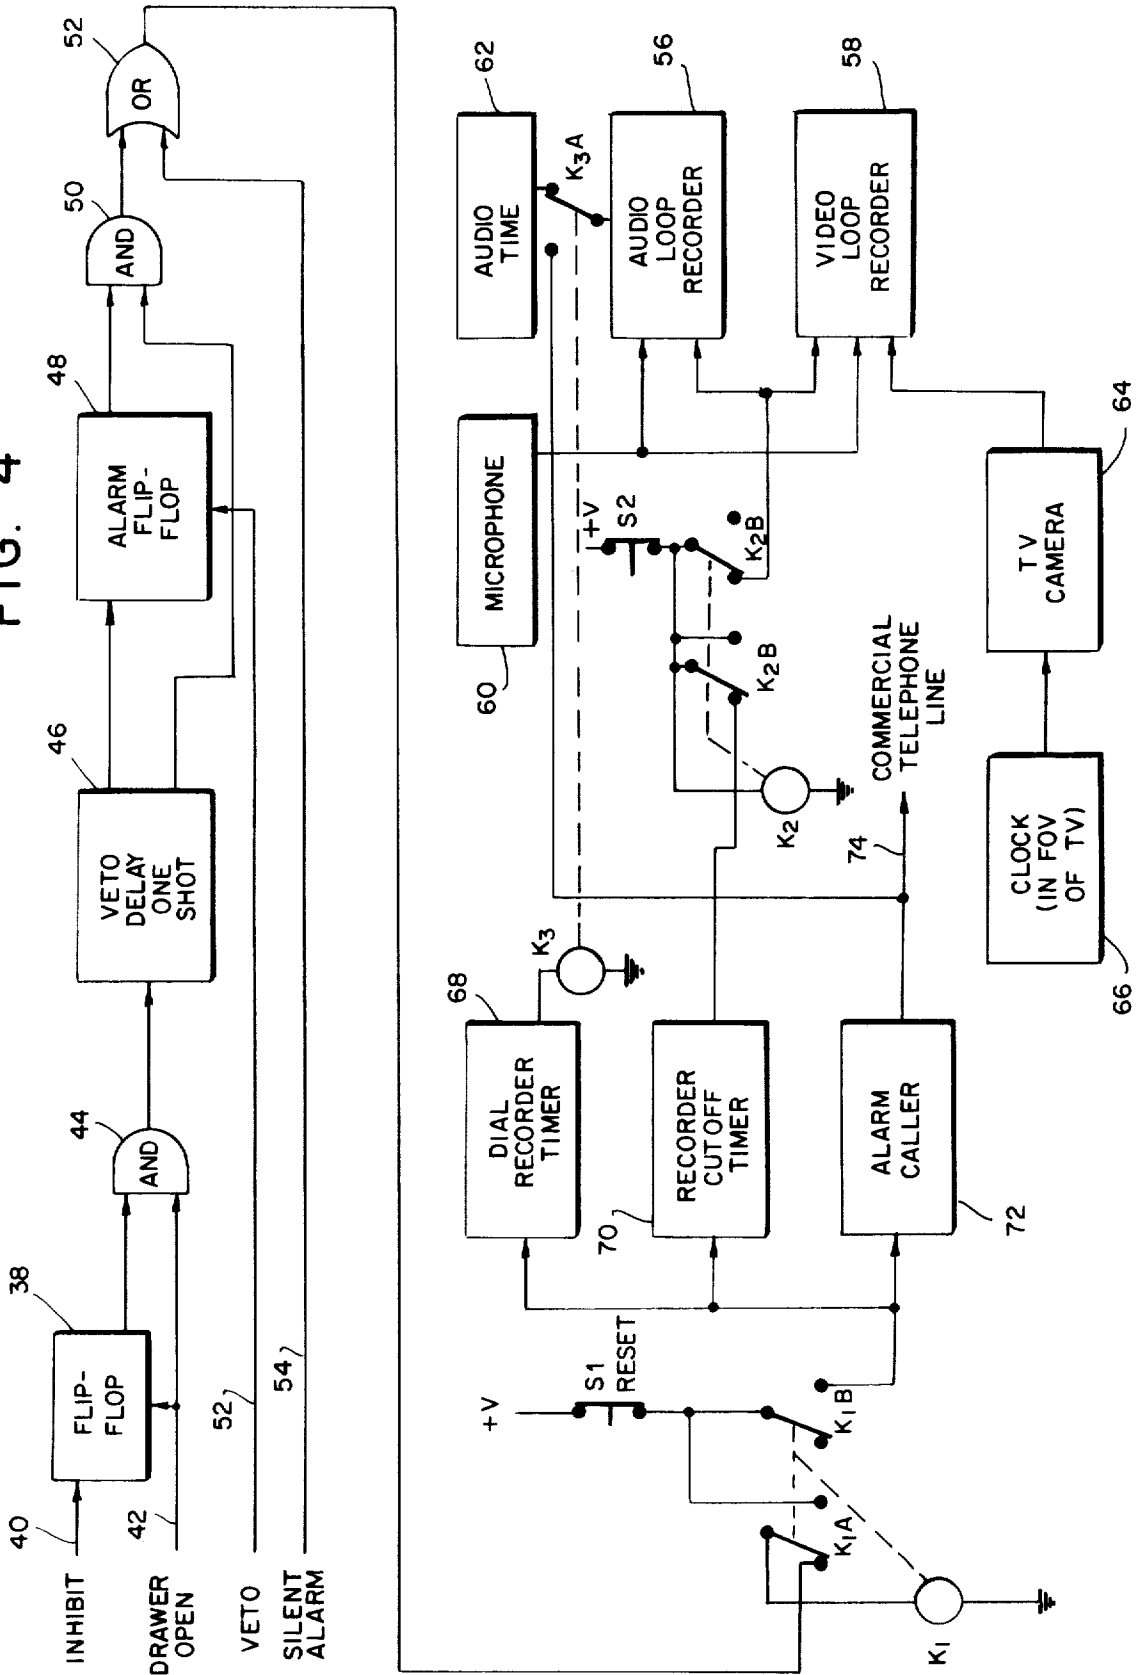 FIG. 4
INHIBIT
40
38
FLIP-
FLOP
DRAWER
OPEN
42
44
AND
46
VETO
DELAY
ONE
SHOT
48
ALARM
FLIP-
FLOP
50
AND
52
OR
VETO
52
SILENT
ALARM
54
62
AUDIO
TIME
K3A
56
AUDIO
LOOP
RECORDER
58
VIDEO
LOOP
RECORDER
MICROPHONE
60
+V
S2
K2B
K2B
K2
64
TV
CAMERA
COMMERCIAL
TELEPHONE
LINE
74
CLOCK
(IN FOV
OF TV)
66
K3
68
DIAL
RECORDER
TIMER
70
RECORDER
CUTOFF
TIMER
ALARM
CALLER
72
+V
S1
RESET
K1B
K1A
K1